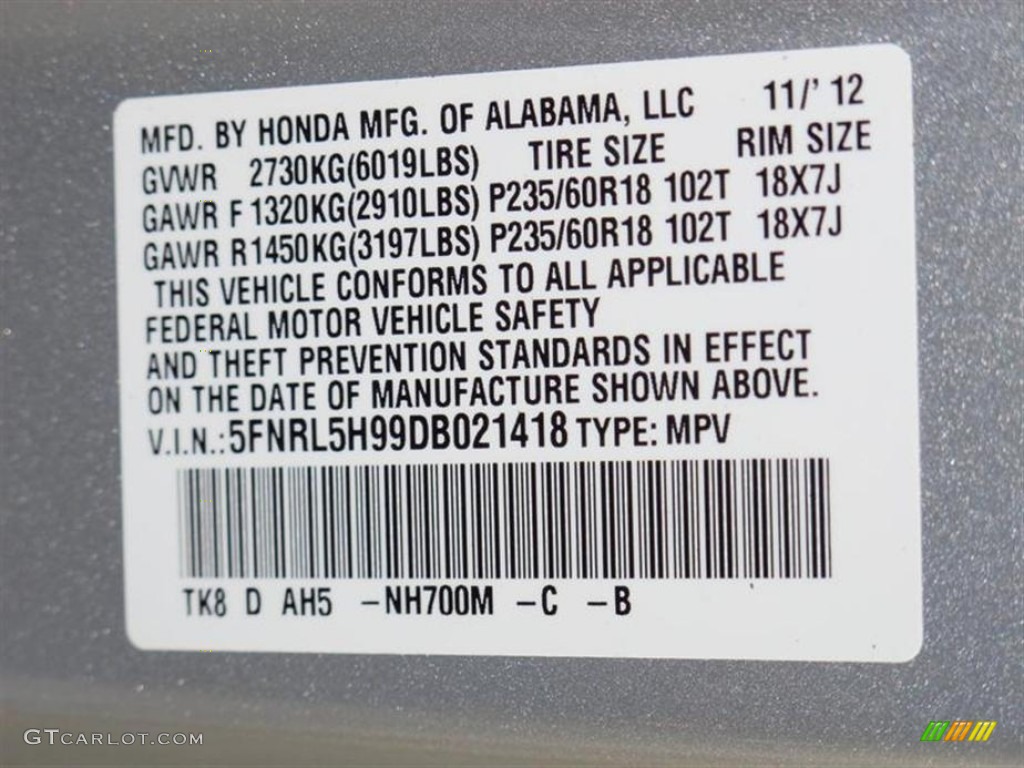 MFD. BY HONDA MFG. OF ALABAMA, LLC 11/' 12
GVWR 2730KG(6019LBS) TIRE SIZE RIM SIZE
GAWR F 1320KG(2910LBS) P235/60R18 102T 18X7J
GAWR R1450KG(3197LBS) P235/60R18 102T 18X7J
THIS VEHICLE CONFORMS TO ALL APPLICABLE
FEDERAL MOTOR VEHICLE SAFETY
AND THEFT PREVENTION STANDARDS IN EFFECT
ON THE DATE OF MANUFACTURE SHOWN ABOVE.
V.I.N.:5FNRL5H99DB021418 TYPE: MPV
TK8 D AH5 -NH700M -C -B
GTCARLOT.COM